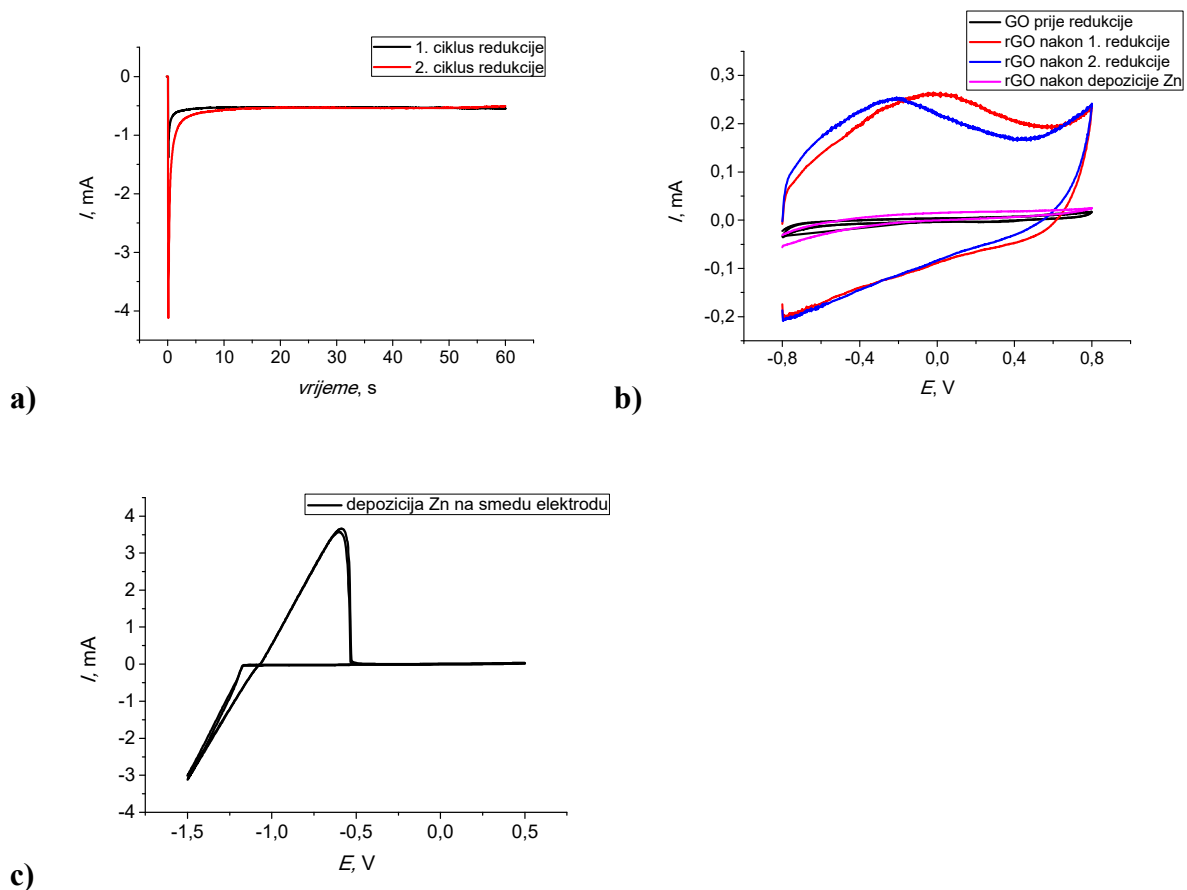 1. ciklus redukcije
2. ciklus redukcije
0
-1
-2
-3
-4
I, mA
0 10 20 30 40 50 60
vrijeme, s
a)
GO prije redukcije
rGO nakon 1. redukcije
rGO nakon 2. redukcije
rGO nakon depozicije Zn
0,3
0,2
0,1
0,0
-0,1
-0,2
I, mA
-0,8 -0,4 0,0 0,4 0,8
E, V
b)
depozicija Zn na smeđu elektrodu
4
3
2
1
0
-1
-2
-3
-4
I, mA
-1,5 -1,0 -0,5 0,0 0,5
E, V
c)